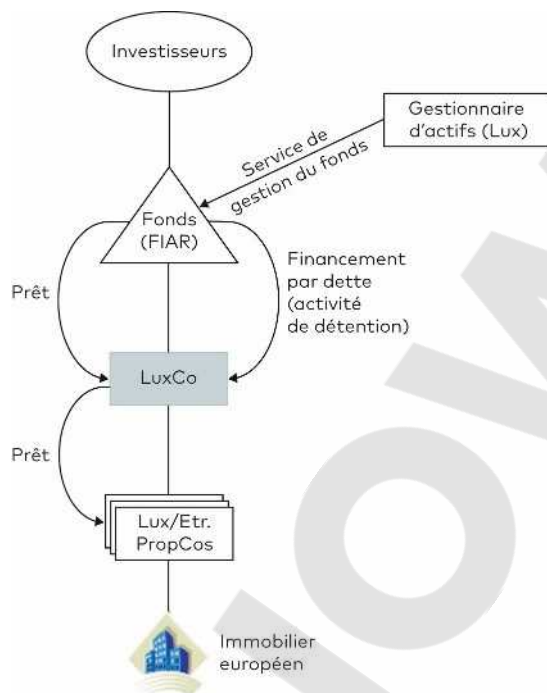 Investisseurs
Gestionnaire
d'actifs (Lux)
Service de
gestion du fonds
Fonds
(FIAR)
Prêt
Financement
par dette
(activité
de détention)
LuxCo
Prêt
Lux/Etr.
PropCos
Immobilier
européen